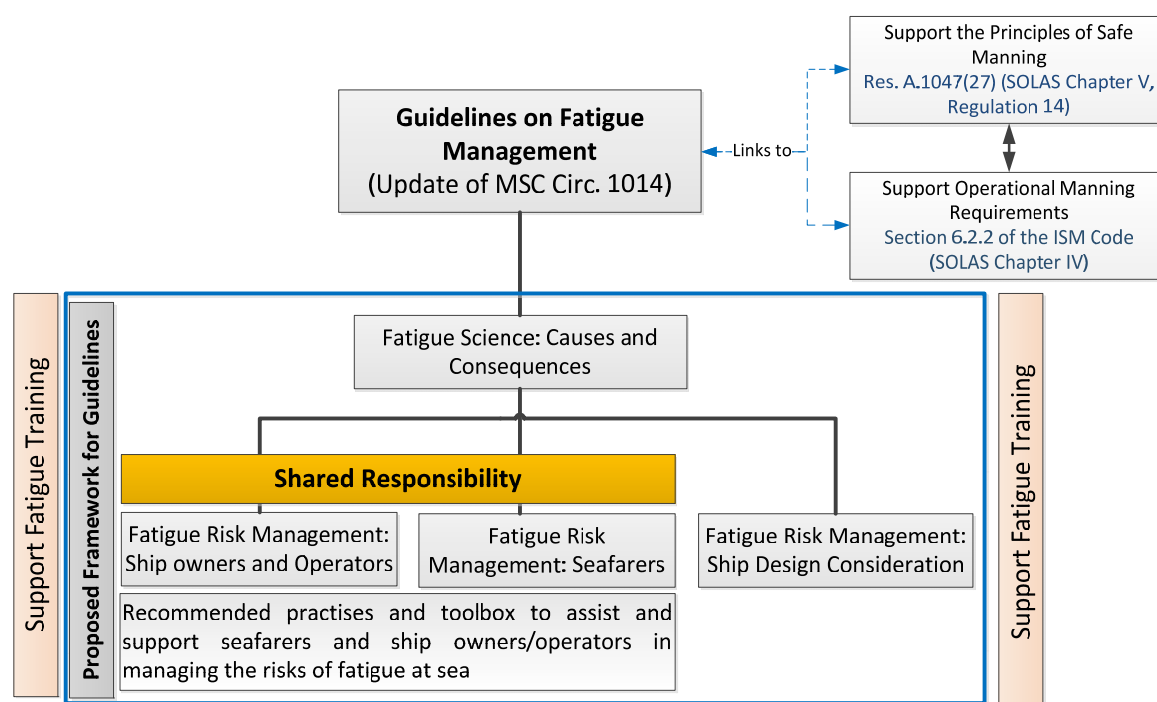 Support the Principles of Safe
Manning
Res. A.1047(27) (SOLAS Chapter V,
Regulation 14)
Guidelines on Fatigue
Management
(Update of MSC Circ. 1014)
Links to
Support Operational Manning
Requirements
Section 6.2.2 of the ISM Code
(SOLAS Chapter IV)
Support Fatigue Training
Proposed Framework for Guidelines
Fatigue Science: Causes and
Consequences
Shared Responsibility
Fatigue Risk Management:
Ship owners and Operators
Fatigue Risk
Management: Seafarers
Fatigue Risk Management:
Ship Design Consideration
Recommended practises and toolbox to assist and
support seafarers and ship owners/operators in
managing the risks of fatigue at sea
Support Fatigue Training